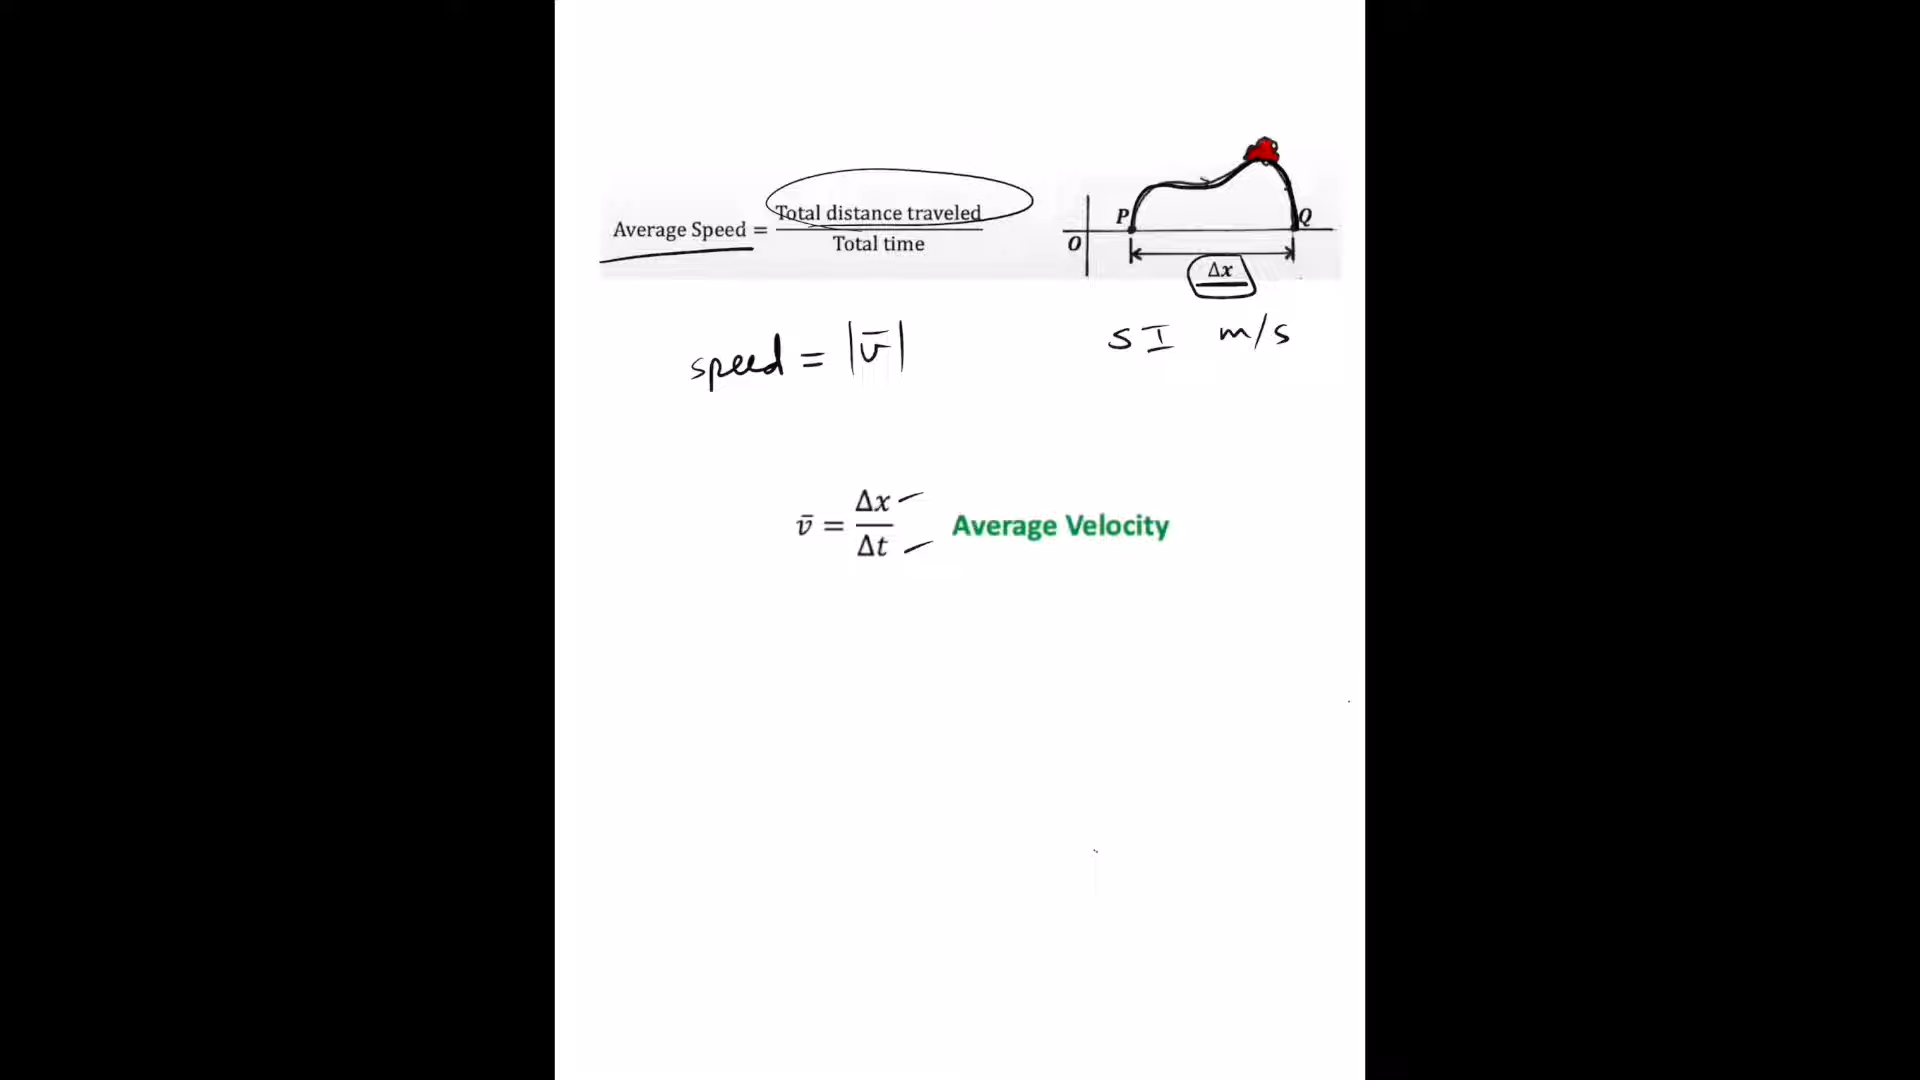 Average Speed = Total distance traveled / Total time
P Q
O
Δx
speed = |v̄|
SI m/s
v̄ = Δx / Δt Average Velocity